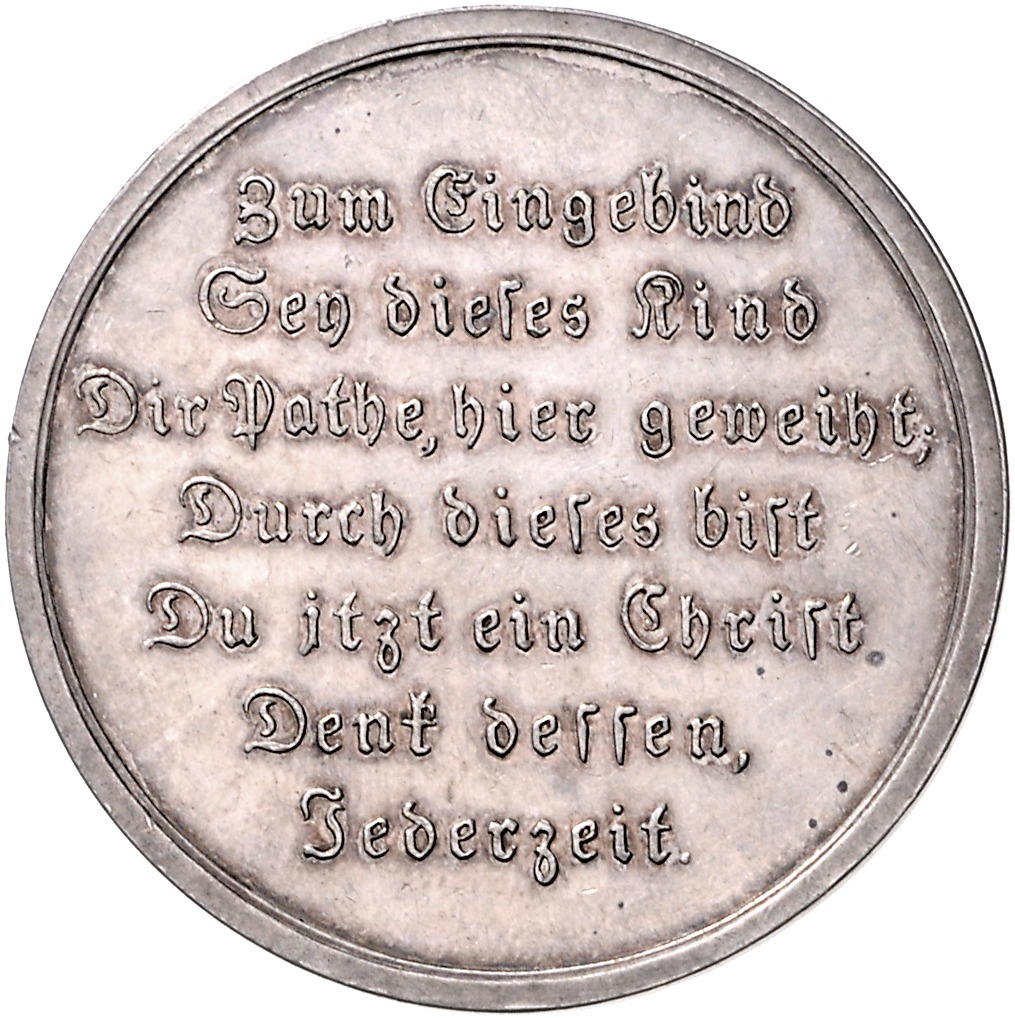 Zum Eingebind
Sey dieſes Kind
Dir Pathe, hier geweiht;
Durch dieſes biſt
Du jtzt ein Chriſt
Denk deſſen,
Jederzeit.